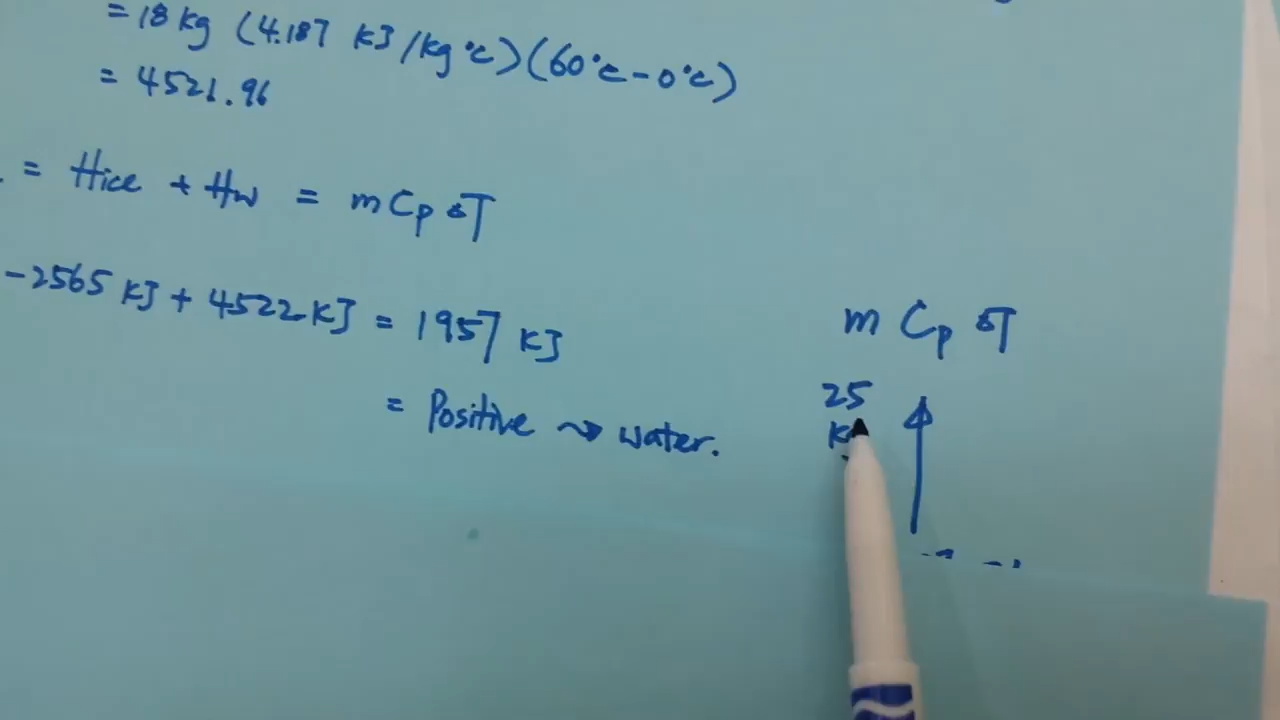 = 18 kg (4.187 KJ/kg°c)(60°c - 0°c)
= 4521.96
= Hice + Hw = m Cp ΔT
-2565 KJ + 4522 KJ = 1957 KJ
= Positive ⇝ water.
m Cp ΔT
25